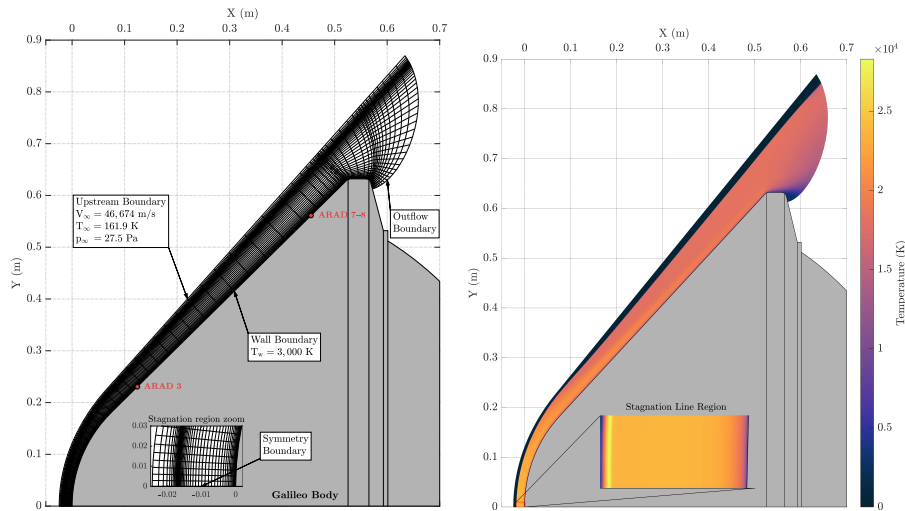 X (m)
-0.1 0 0.1 0.2 0.3 0.4 0.5 0.6 0.7
0.9
0.8
0.7
0.6
0.5
0.4
0.3
0.2
0.1
0
Y (m)
Upstream Boundary
V∞ = 46,674 m/s
T∞ = 161.9 K
p∞ = 27.5 Pa
ARAD 7–8
Outflow
Boundary
Wall Boundary
Tw = 3,000 K
ARAD 3
Stagnation region zoom
0.03
0.02
0.01
0
-0.02 -0.01 0
Symmetry
Boundary
Galileo Body
X (m)
0 0.1 0.2 0.3 0.4 0.5 0.6 0.7
0.9
0.8
0.7
0.6
0.5
0.4
0.3
0.2
0.1
0
Y (m)
Stagnation Line Region
×10⁴
2
1.5
1
0.5
0
Temperature (K)